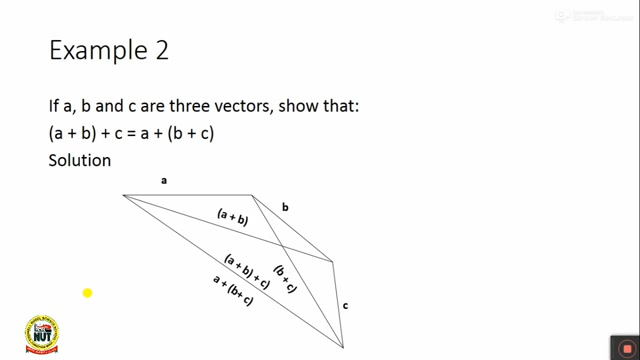 Example 2
If a, b and c are three vectors, show that:
(a + b) + c = a + (b + c)
Solution
a
b
(a + b)
(a + b) + c)
(b + c)
a + (b+c)
c
NUT